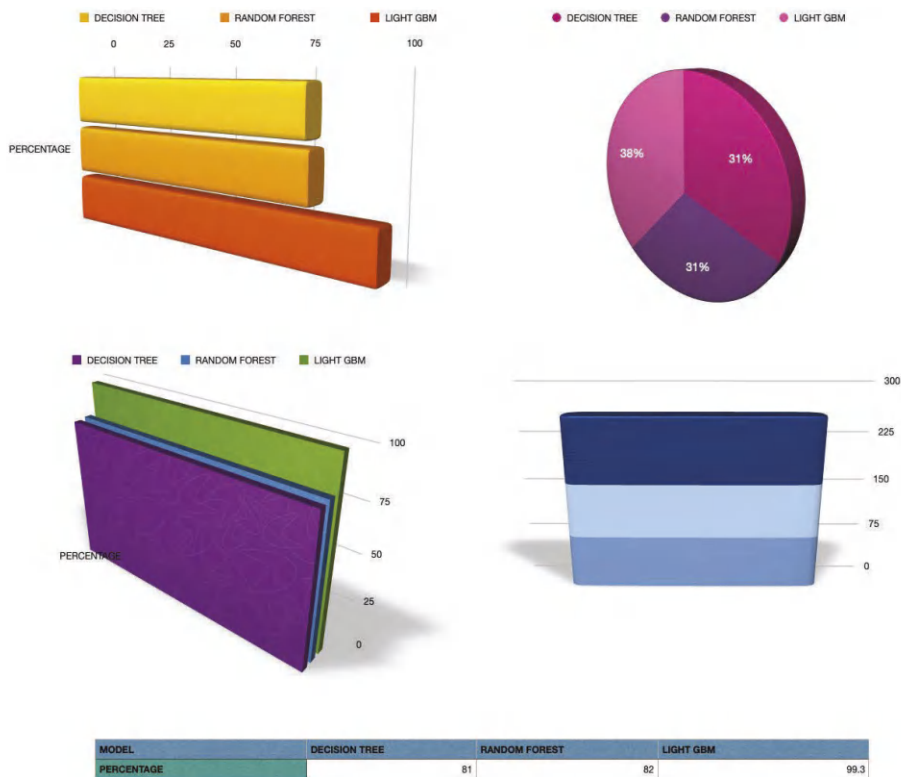 DECISION TREE RANDOM FOREST LIGHT GBM
0 25 50 75 100
PERCENTAGE
DECISION TREE RANDOM FOREST LIGHT GBM
38% 31%
31%
DECISION TREE RANDOM FOREST LIGHT GBM
100
75
50
25
0
PERCENTAGE
300
225
150
75
0
MODEL DECISION TREE RANDOM FOREST LIGHT GBM
PERCENTAGE 81 82 99.3